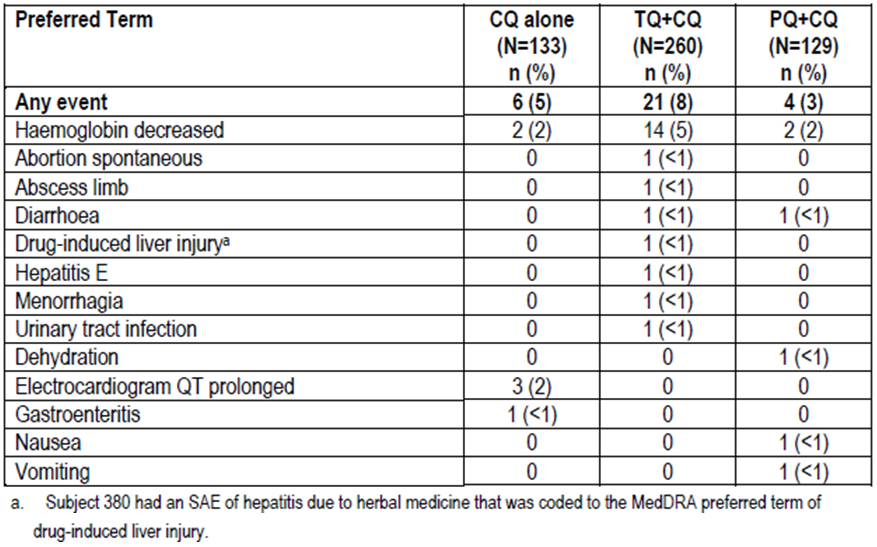 Preferred Term CQ alone TQ+CQ PQ+CQ
(N=133) (N=260) (N=129)
n (%) n (%) n (%)
Any event 6 (5) 21 (8) 4 (3)
Haemoglobin decreased 2 (2) 14 (5) 2 (2)
Abortion spontaneous 0 1 (<1) 0
Abscess limb 0 1 (<1) 0
Diarrhoea 0 1 (<1) 1 (<1)
Drug-induced liver injuryᵃ 0 1 (<1) 0
Hepatitis E 0 1 (<1) 0
Menorrhagia 0 1 (<1) 0
Urinary tract infection 0 1 (<1) 0
Dehydration 0 0 1 (<1)
Electrocardiogram QT prolonged 3 (2) 0 0
Gastroenteritis 1 (<1) 0 0
Nausea 0 0 1 (<1)
Vomiting 0 0 1 (<1)
a. Subject 380 had an SAE of hepatitis due to herbal medicine that was coded to the MedDRA preferred term of
drug-induced liver injury.